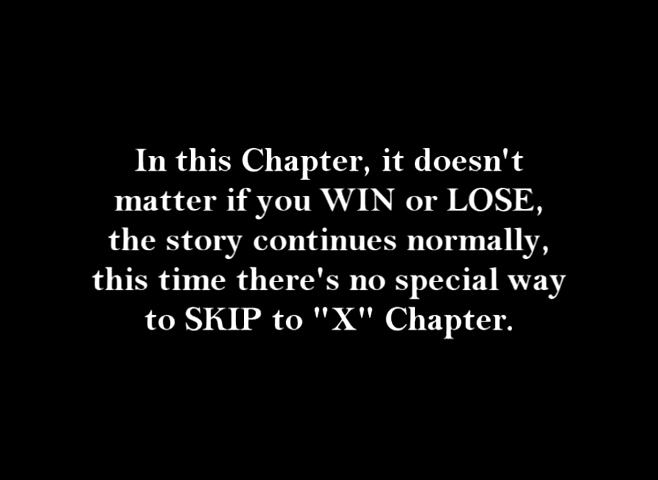 In this Chapter, it doesn't
matter if you WIN or LOSE,
the story continues normally,
this time there's no special way
to SKIP to "X" Chapter.